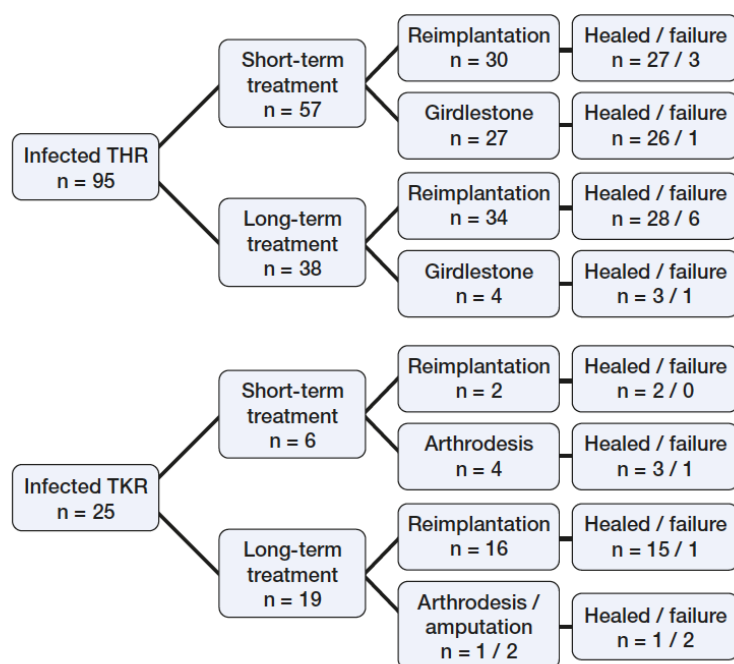 Infected THR
n = 95
Short-term
treatment
n = 57
Reimplantation
n = 30
Healed / failure
n = 27 / 3
Girdlestone
n = 27
Healed / failure
n = 26 / 1
Long-term
treatment
n = 38
Reimplantation
n = 34
Healed / failure
n = 28 / 6
Girdlestone
n = 4
Healed / failure
n = 3 / 1
Infected TKR
n = 25
Short-term
treatment
n = 6
Reimplantation
n = 2
Healed / failure
n = 2 / 0
Arthrodesis
n = 4
Healed / failure
n = 3 / 1
Long-term
treatment
n = 19
Reimplantation
n = 16
Healed / failure
n = 15 / 1
Arthrodesis /
amputation
n = 1 / 2
Healed / failure
n = 1 / 2